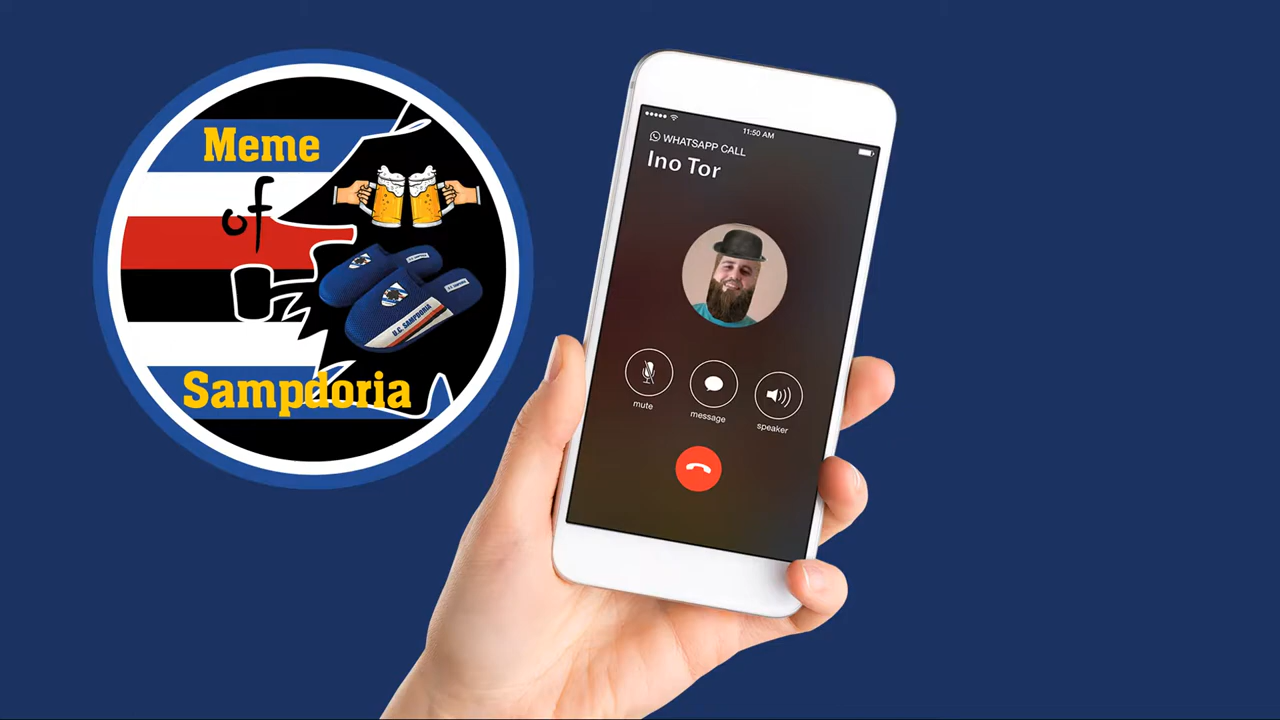 Meme
of
Sampdoria
U.C. SAMPDORIA
11:50 AM
WHATSAPP CALL
Ino Tor
mute
message
speaker